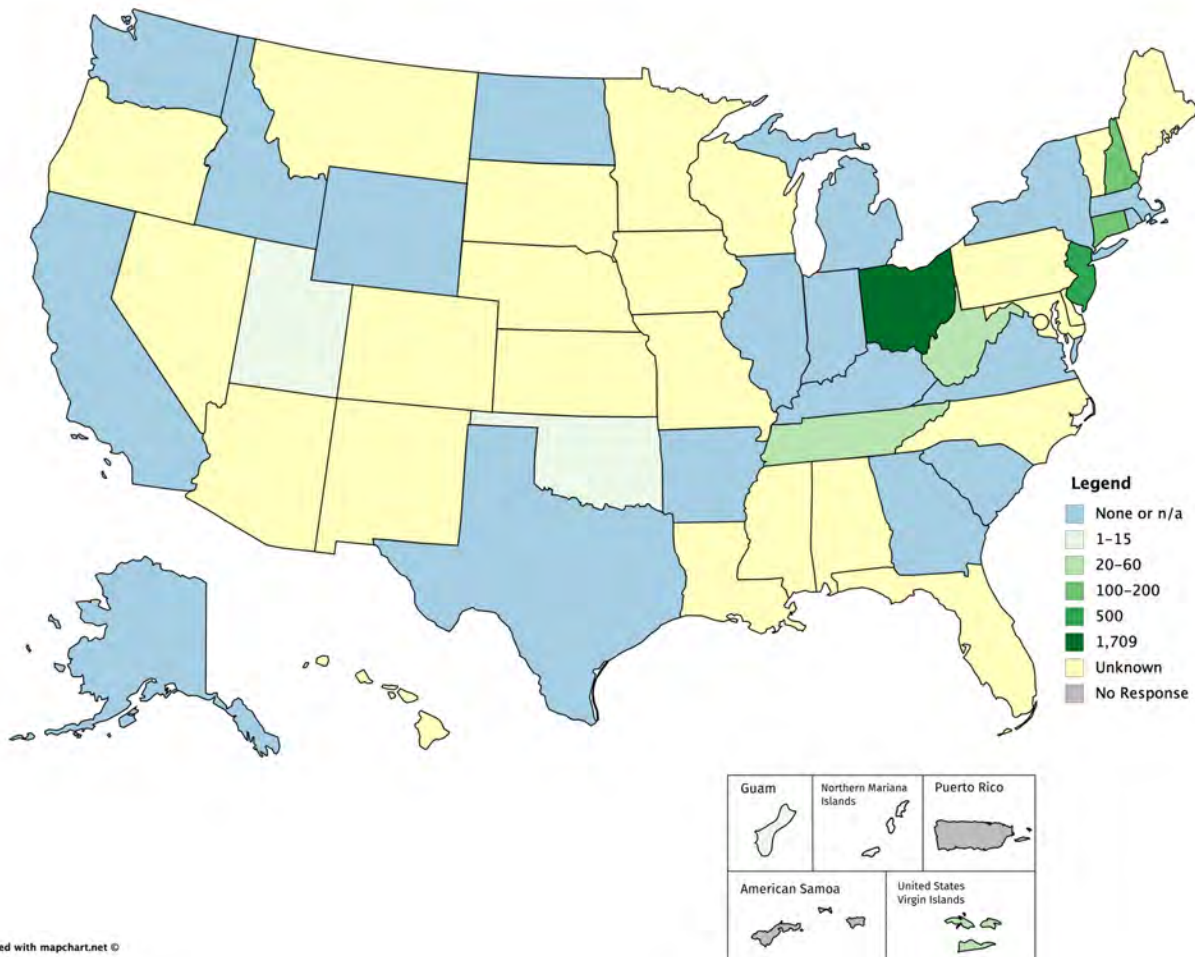 Legend
None or n/a
1-15
20-60
100-200
500
1,709
Unknown
No Response
Guam
Northern Mariana
Islands
Puerto Rico
American Samoa
United States
Virgin Islands
ed with mapchart.net ©